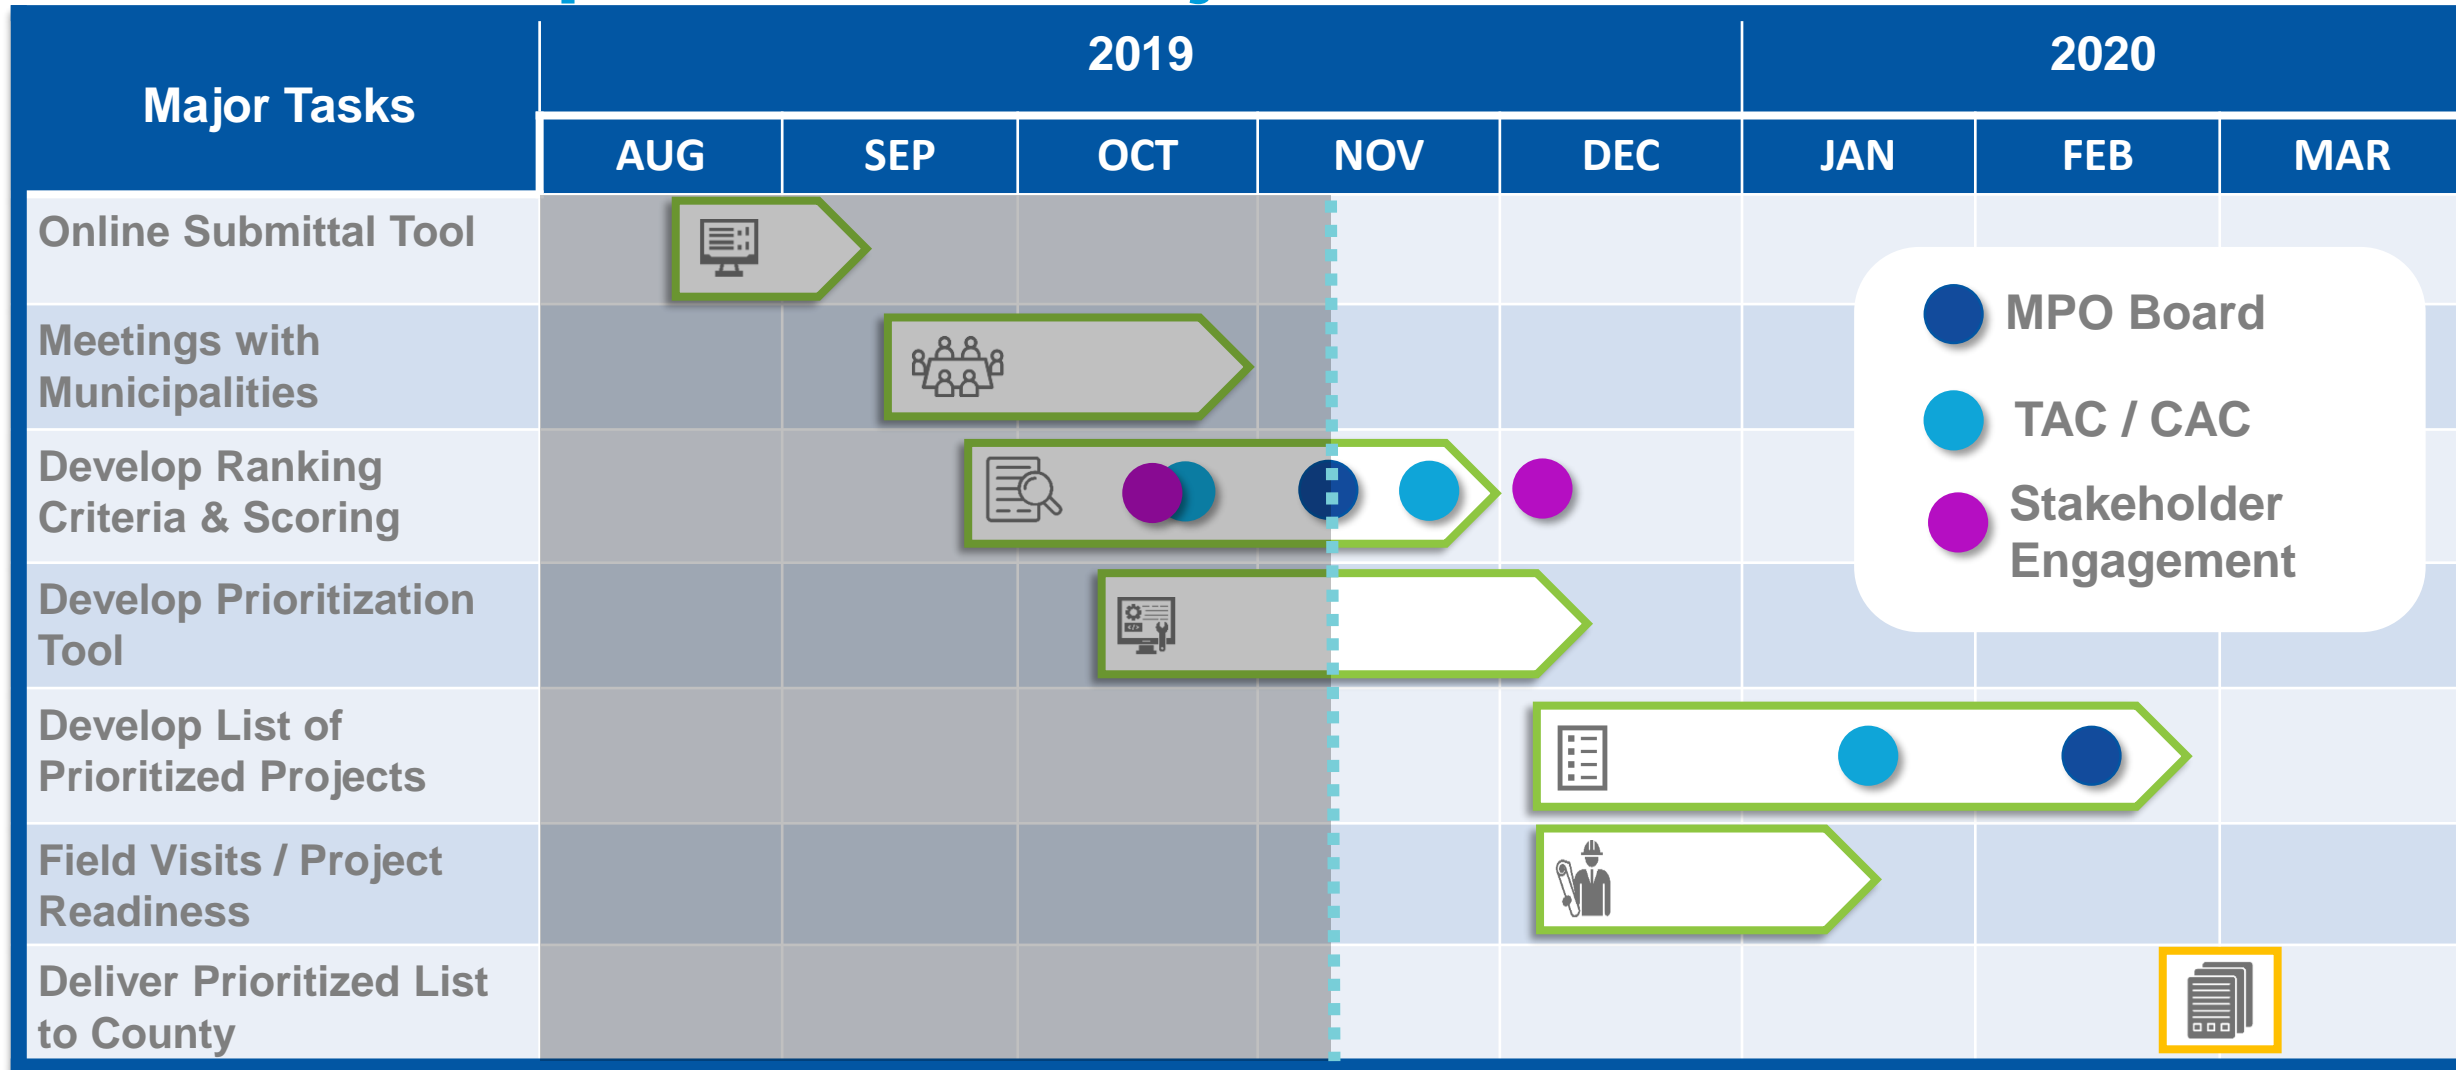 2019
2020
Major Tasks
AUG
SEP
OCT
NOV
DEC
JAN
FEB
MAR
Online Submittal Tool
Meetings with
Municipalities
Develop Ranking
Criteria & Scoring
Develop Prioritization
Tool
Develop List of
Prioritized Projects
Field Visits / Project
Readiness
Deliver Prioritized List
to County
MPO Board
TAC / CAC
Stakeholder
Engagement